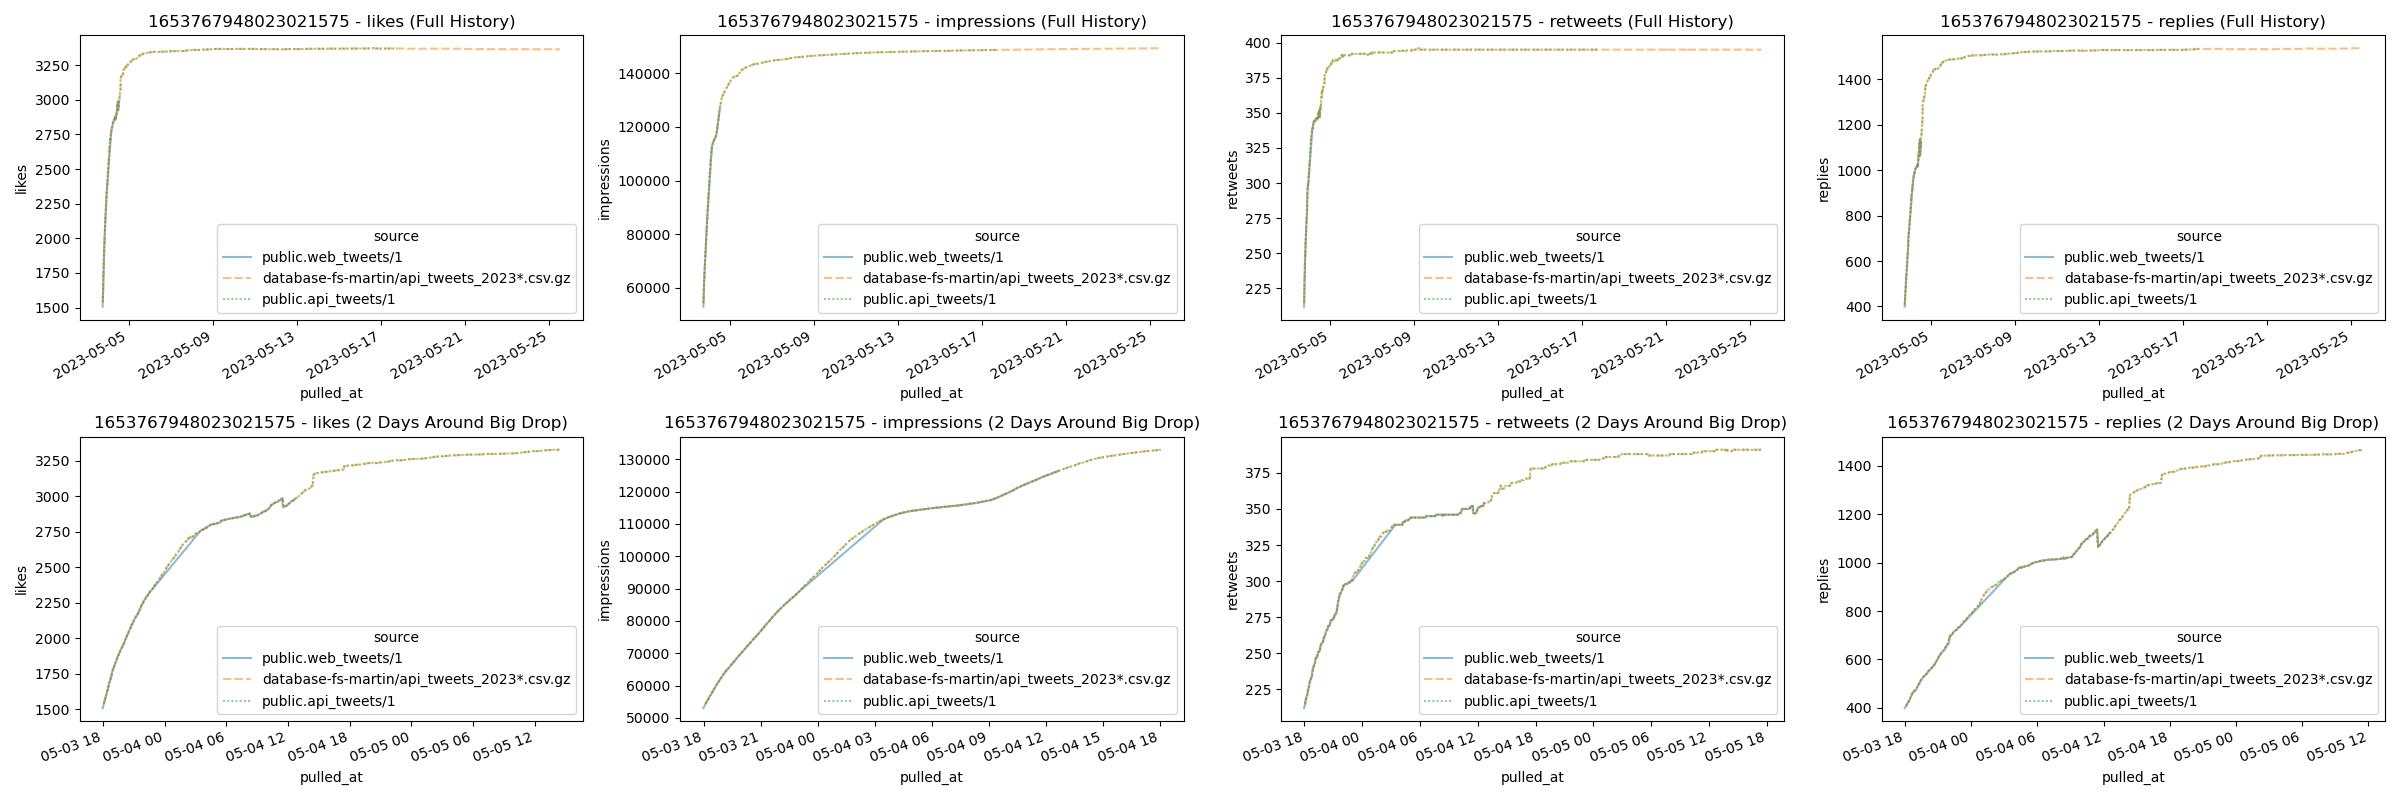 1653767948023021575 - likes (Full History)
likes
3250
3000
2750
2500
2250
2000
1750
1500
source
public.web_tweets/1
database-fs-martin/api_tweets_2023*.csv.gz
public.api_tweets/1
2023-05-05
2023-05-09
2023-05-13
2023-05-17
2023-05-21
2023-05-25
pulled_at
1653767948023021575 - impressions (Full History)
impressions
140000
120000
100000
80000
60000
source
public.web_tweets/1
database-fs-martin/api_tweets_2023*.csv.gz
public.api_tweets/1
2023-05-05
2023-05-09
2023-05-13
2023-05-17
2023-05-21
2023-05-25
pulled_at
1653767948023021575 - retweets (Full History)
retweets
400
375
350
325
300
275
250
225
source
public.web_tweets/1
database-fs-martin/api_tweets_2023*.csv.gz
public.api_tweets/1
2023-05-05
2023-05-09
2023-05-13
2023-05-17
2023-05-21
2023-05-25
pulled_at
1653767948023021575 - replies (Full History)
replies
1400
1200
1000
800
600
400
source
public.web_tweets/1
database-fs-martin/api_tweets_2023*.csv.gz
public.api_tweets/1
2023-05-05
2023-05-09
2023-05-13
2023-05-17
2023-05-21
2023-05-25
pulled_at
1653767948023021575 - likes (2 Days Around Big Drop)
likes
3250
3000
2750
2500
2250
2000
1750
1500
source
public.web_tweets/1
database-fs-martin/api_tweets_2023*.csv.gz
public.api_tweets/1
05-03 18
05-04 00
05-04 06
05-04 12
05-04 18
05-05 00
05-05 06
05-05 12
pulled_at
1653767948023021575 - impressions (2 Days Around Big Drop)
impressions
130000
120000
110000
100000
90000
80000
70000
60000
50000
source
public.web_tweets/1
database-fs-martin/api_tweets_2023*.csv.gz
public.api_tweets/1
05-03 18
05-03 21
05-04 00
05-04 03
05-04 06
05-04 09
05-04 12
05-04 15
05-04 18
pulled_at
1653767948023021575 - retweets (2 Days Around Big Drop)
retweets
375
350
325
300
275
250
225
source
public.web_tweets/1
database-fs-martin/api_tweets_2023*.csv.gz
public.api_tweets/1
05-03 18
05-04 00
05-04 06
05-04 12
05-04 18
05-05 00
05-05 06
05-05 12
05-05 18
pulled_at
1653767948023021575 - replies (2 Days Around Big Drop)
replies
1400
1200
1000
800
600
400
source
public.web_tweets/1
database-fs-martin/api_tweets_2023*.csv.gz
public.api_tweets/1
05-03 18
05-04 00
05-04 06
05-04 12
05-04 18
05-05 00
05-05 06
05-05 12
pulled_at